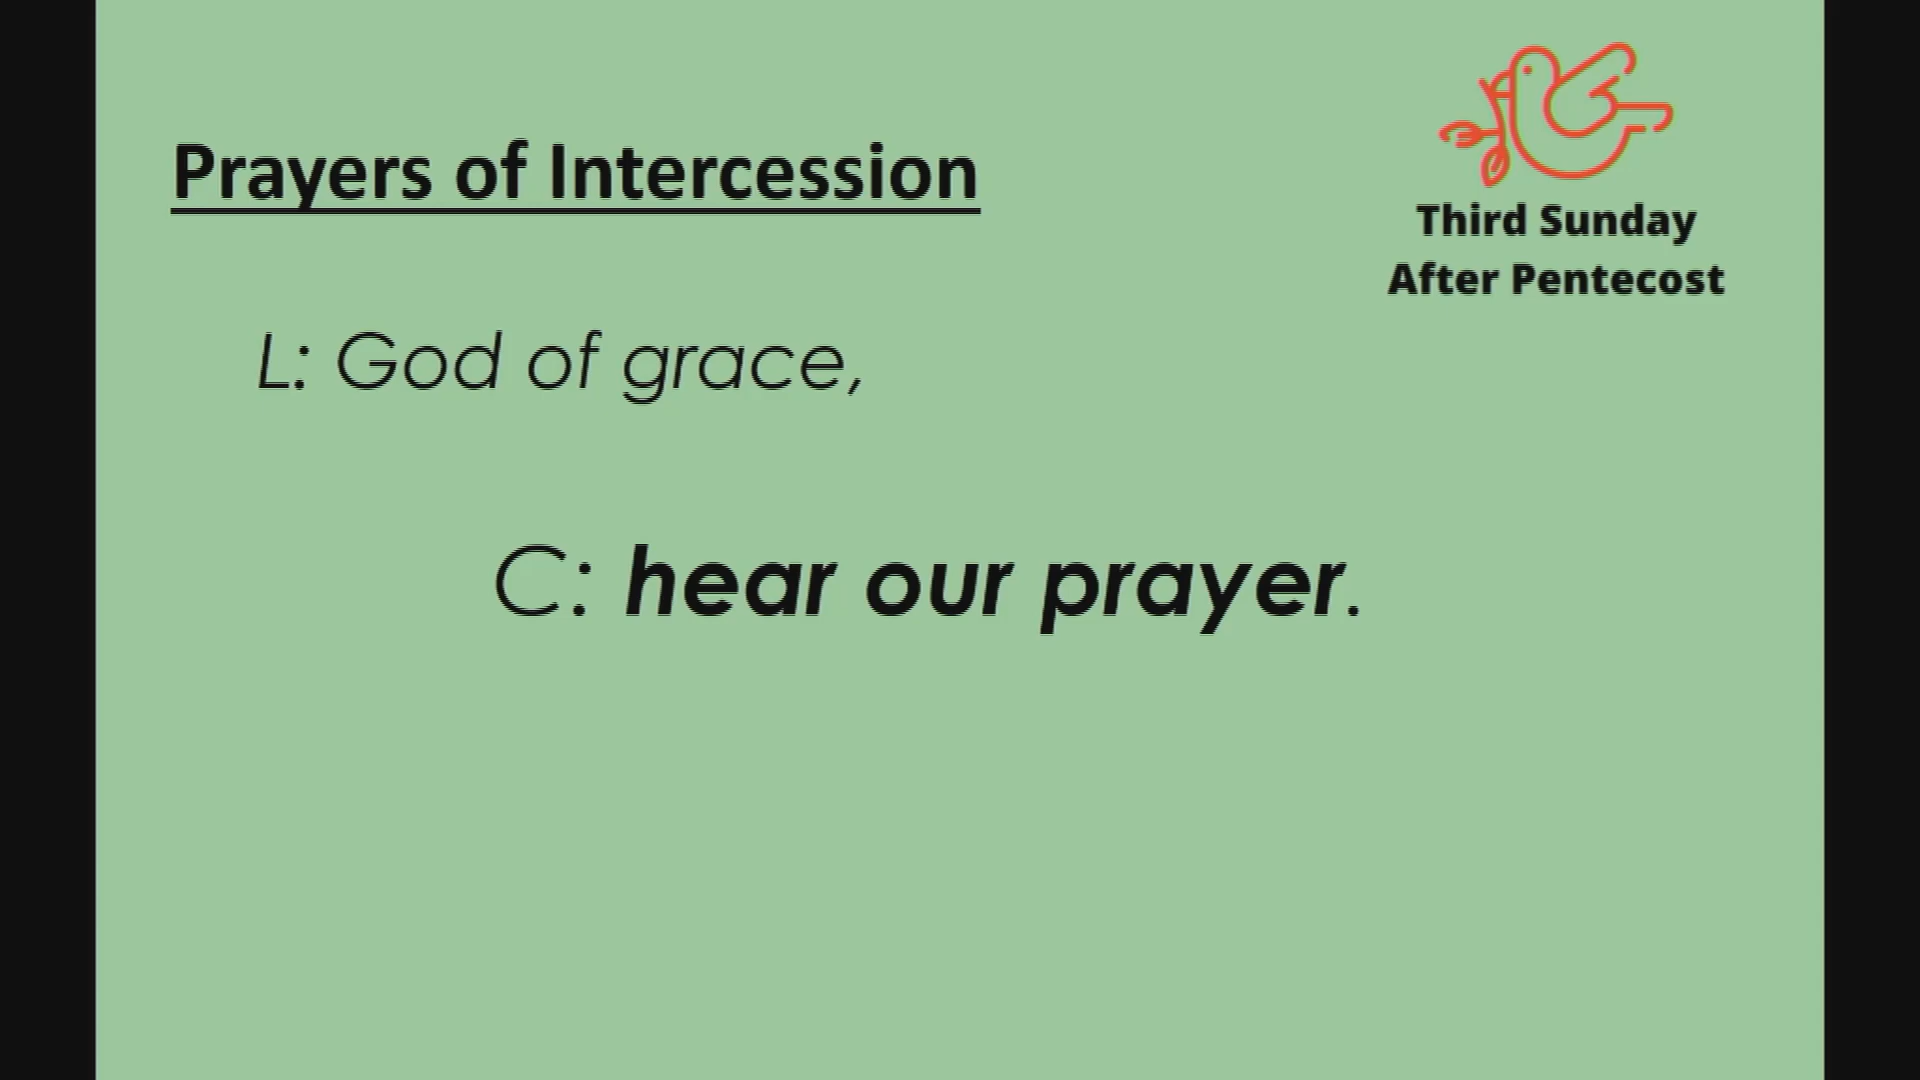 Prayers of Intercession
Third Sunday
After Pentecost
L: God of grace,
C: hear our prayer.